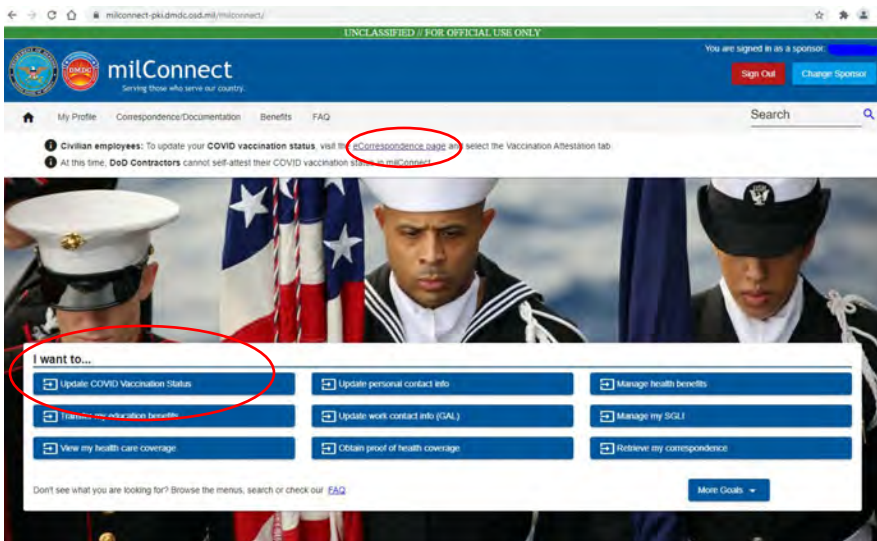 milconnect-pki.dmdc.osd.mil/milconnect/
UNCLASSIFIED // FOR OFFICIAL USE ONLY
You are signed in as a sponsor:
DMDC
milConnect
Serving those who serve our country.
Sign Out
Change Sponsor
My Profile Correspondence/Documentation Benefits FAQ
Search
Civilian employees: To update your COVID vaccination status, visit the eCorrespondence page and select the Vaccination Attestation tab.
At this time, DoD Contractors cannot self-attest their COVID vaccination status in milConnect.
I want to...
Update COVID Vaccination Status
Update personal contact info
Manage health benefits
Transfer my education benefits
Update work contact info (GAL)
Manage my SGLI
View my health care coverage
Obtain proof of health coverage
Retrieve my correspondence
Don't see what you are looking for? Browse the menus, search or check our FAQ
More Goals